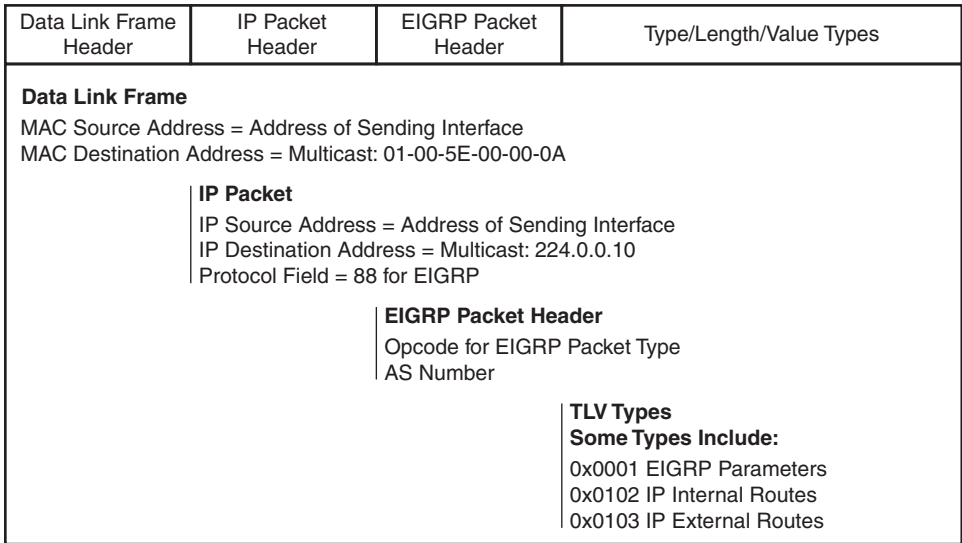 Data Link Frame
Header
IP Packet
Header
EIGRP Packet
Header
Type/Length/Value Types
Data Link Frame
MAC Source Address = Address of Sending Interface
MAC Destination Address = Multicast: 01-00-5E-00-00-0A
IP Packet
IP Source Address = Address of Sending Interface
IP Destination Address = Multicast: 224.0.0.10
Protocol Field = 88 for EIGRP
EIGRP Packet Header
Opcode for EIGRP Packet Type
AS Number
TLV Types
Some Types Include:
0x0001 EIGRP Parameters
0x0102 IP Internal Routes
0x0103 IP External Routes